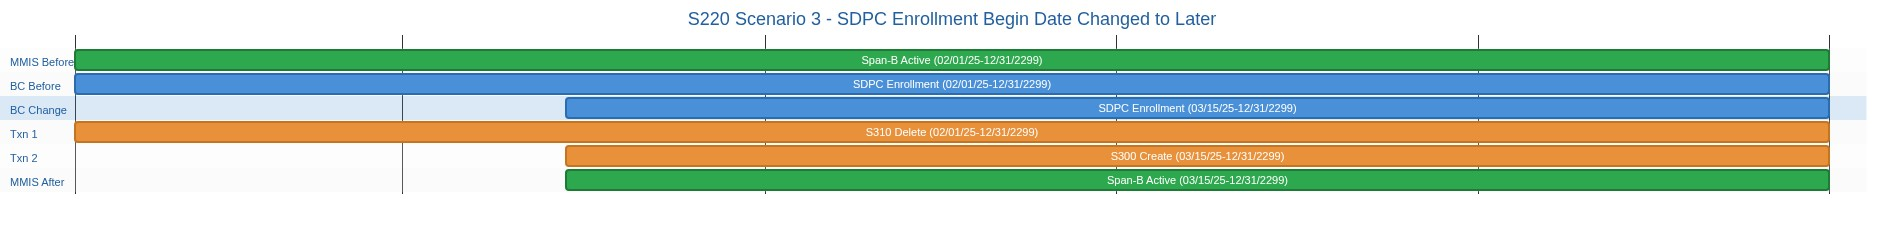 S220 Scenario 3 - SDPC Enrollment Begin Date Changed to Later
MMIS Before Span-B Active (02/01/25-12/31/2299)
BC Before SDPC Enrollment (02/01/25-12/31/2299)
BC Change SDPC Enrollment (03/15/25-12/31/2299)
Txn 1 S310 Delete (02/01/25-12/31/2299)
Txn 2 S300 Create (03/15/25-12/31/2299)
MMIS After Span-B Active (03/15/25-12/31/2299)